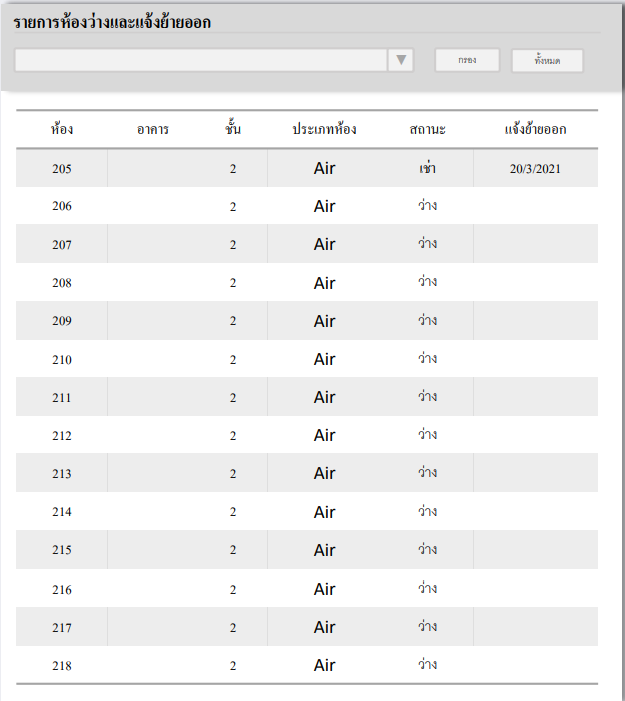 รายการห้องว่างและแจ้งย้ายออก
กรอง ทั้งหมด
ห้อง อาคาร ชั้น ประเภทห้อง สถานะ แจ้งย้ายออก
205 2 Air เช่า 20/3/2021
206 2 Air ว่าง
207 2 Air ว่าง
208 2 Air ว่าง
209 2 Air ว่าง
210 2 Air ว่าง
211 2 Air ว่าง
212 2 Air ว่าง
213 2 Air ว่าง
214 2 Air ว่าง
215 2 Air ว่าง
216 2 Air ว่าง
217 2 Air ว่าง
218 2 Air ว่าง